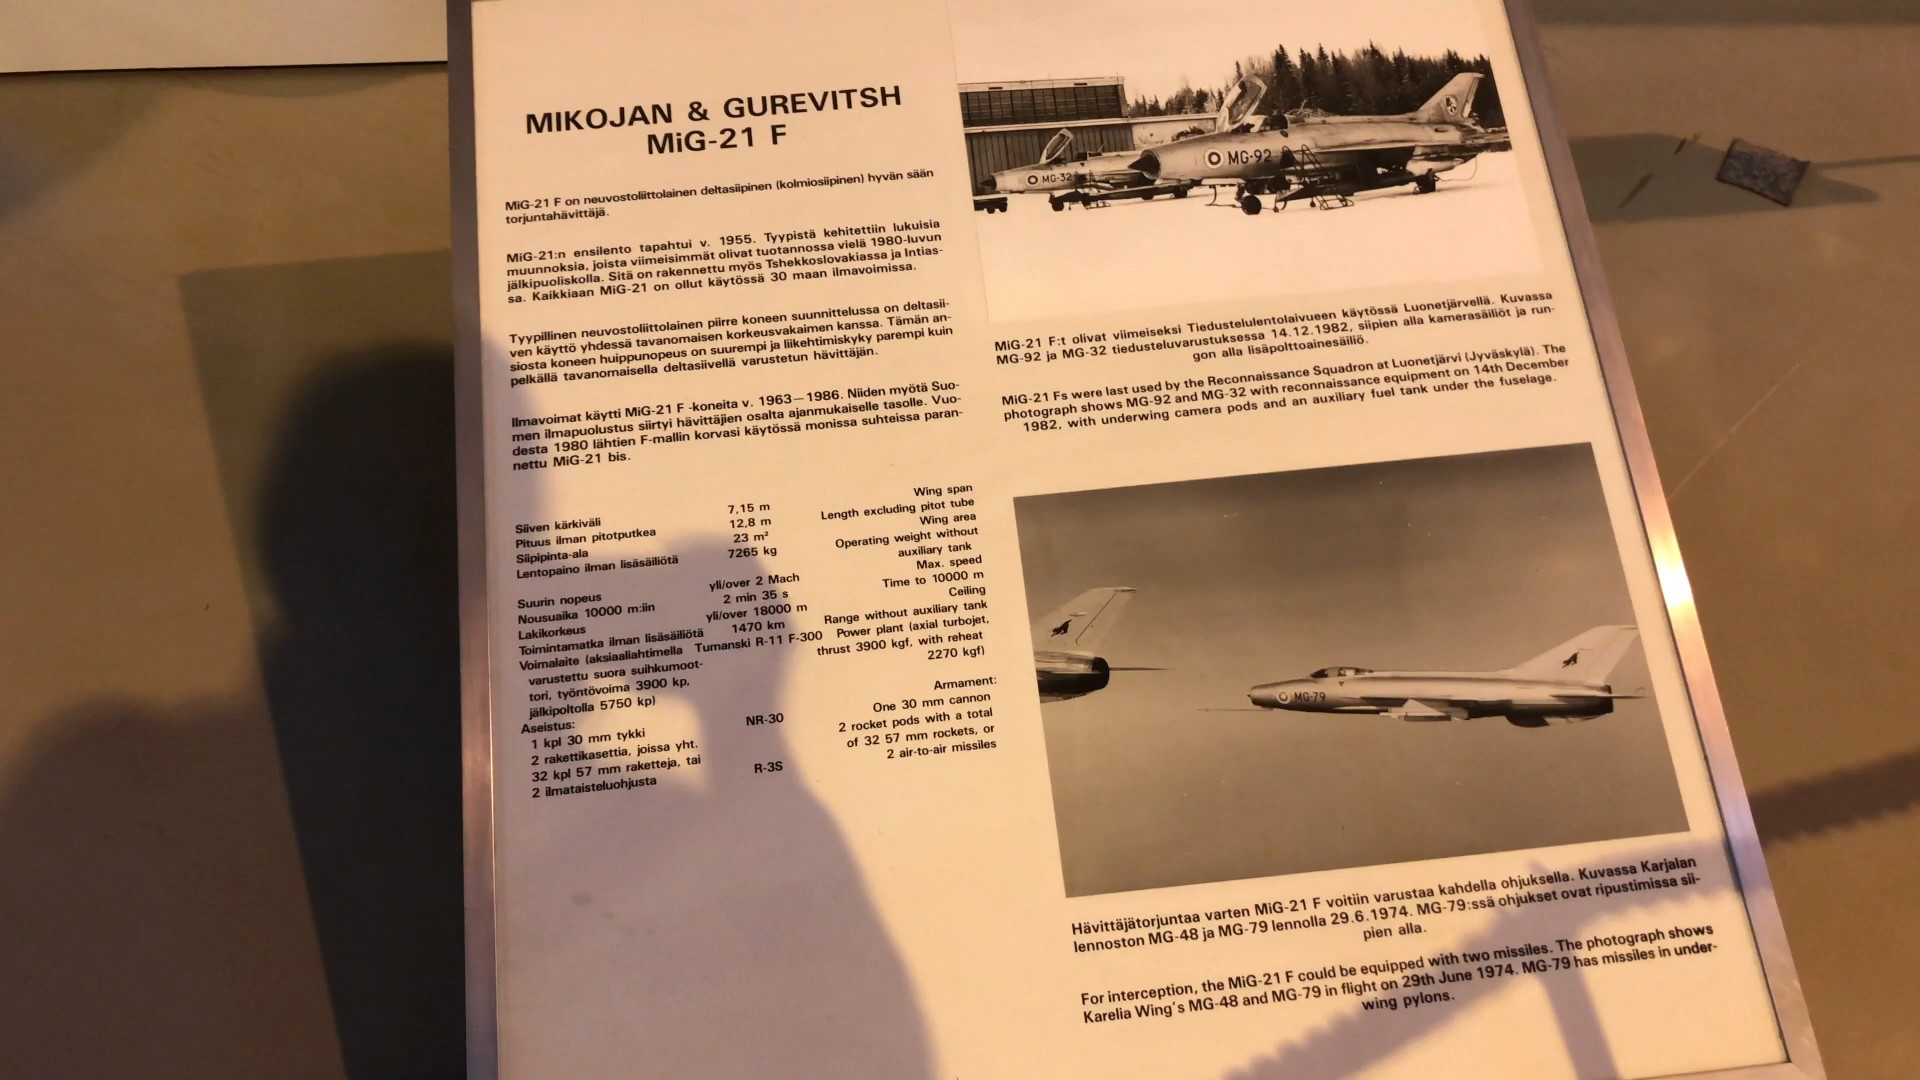 MIKOJAN & GUREVITSH
MiG-21 F
MiG-21 F on neuvostoliittolainen deltasiipinen (kolmiosiipinen) hyvän sään
torjuntahävittäjä.
MiG-21:n ensilento tapahtui v. 1955. Tyypistä kehitettiin lukuisia
muunnoksia, joista viimeisimmät olivat tuotannossa vielä 1980-luvun
jälkipuoliskolla. Sitä on rakennettu myös Tshekkoslovakiassa ja Intias-
sa. Kaikkiaan MiG-21 on ollut käytössä 30 maan ilmavoimissa.
Tyypillinen neuvostoliittolainen piirre koneen suunnittelussa on deltasii-
ven käyttö yhdessä tavanomaisen korkeusvakaimen kanssa. Tämän an-
siosta koneen huippunopeus on suurempi ja liikehtimiskyky parempi kuin
pelkällä tavanomaisella deltasiivellä varustetun hävittäjän.
Ilmavoimat käytti MiG-21 F -koneita v. 1963—1986. Niiden myötä Suo-
men ilmapuolustus siirtyi hävittäjien osalta ajanmukaiselle tasolle. Vuo-
desta 1980 lähtien F-mallin korvasi käytössä monissa suhteissa paran-
nettu MiG-21 bis.
Siiven kärkiväli 7,15 m Wing span
Pituus ilman pitotputkea 12,8 m Length excluding pitot tube
Siipipinta-ala 23 m² Wing area
Lentopaino ilman lisäsäiliötä 7265 kg Operating weight without
auxiliary tank
Suurin nopeus yli/over 2 Mach Max. speed
Nousuaika 10000 m:iin 2 min 35 s Time to 10000 m
Lakikorkeus yli/over 18000 m Ceiling
Toimintamatka ilman lisäsäiliötä 1470 km Range without auxiliary tank
Voimalaite (aksiaaliahtimella Tumanski R-11 F-300 Power plant (axial turbojet,
varustettu suora suihkumoot- thrust 3900 kgf, with reheat
tori, työntövoima 3900 kp, 2270 kgf)
jälkipoltolla 5750 kp)
Aseistus: Armament:
1 kpl 30 mm tykki NR-30 One 30 mm cannon
2 rakettikasettia, joissa yht. 2 rocket pods with a total
32 kpl 57 mm raketteja, tai of 32 57 mm rockets, or
2 ilmataisteluohjusta R-3S 2 air-to-air missiles
MG-92
MG-32
MiG-21 F:t olivat viimeiseksi Tiedustelulentolaivueen käytössä Luonetjärvellä. Kuvassa
MG-92 ja MG-32 tiedusteluvarustuksessa 14.12.1982, siipien alla kamerasäiliöt ja run-
gon alla lisäpolttoainesäiliö.
MiG-21 Fs were last used by the Reconnaissance Squadron at Luonetjärvi (Jyväskylä). The
photograph shows MG-92 and MG-32 with reconnaissance equipment on 14th December
1982, with underwing camera pods and an auxiliary fuel tank under the fuselage.
MG-79
Hävittäjätorjuntaa varten MiG-21 F voitiin varustaa kahdella ohjuksella. Kuvassa Karjalan
lennoston MG-48 ja MG-79 lennolla 29.6.1974. MG-79:ssä ohjukset ovat ripustimissa sii-
pien alla.
For interception, the MiG-21 F could be equipped with two missiles. The photograph shows
Karelia Wing's MG-48 and MG-79 in flight on 29th June 1974. MG-79 has missiles in under-
wing pylons.